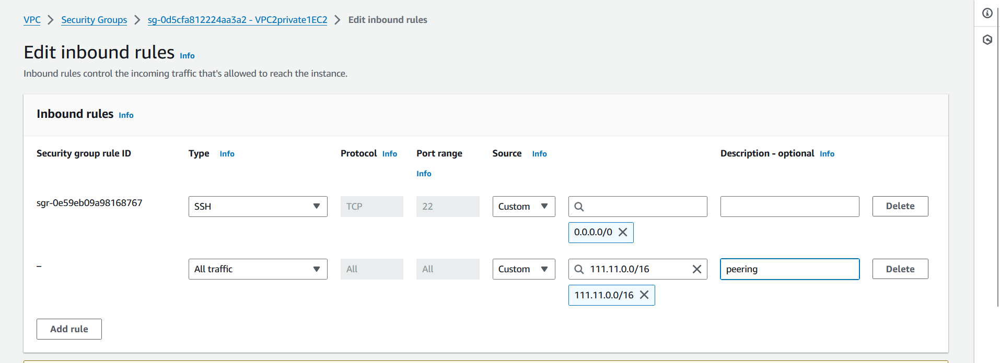 VPC > Security Groups > sg-0d5cfa812224aa3a2 - VPC2private1EC2 > Edit inbound rules
Edit inbound rules Info
Inbound rules control the incoming traffic that's allowed to reach the instance.
Inbound rules Info
Security group rule ID Type Info Protocol Info Port range Source Info Description - optional Info
Info
sgr-0e59eb09a98168767 SSH TCP 22 Custom Delete
0.0.0.0/0
– All traffic All All Custom 111.11.0.0/16 peering Delete
111.11.0.0/16
Add rule